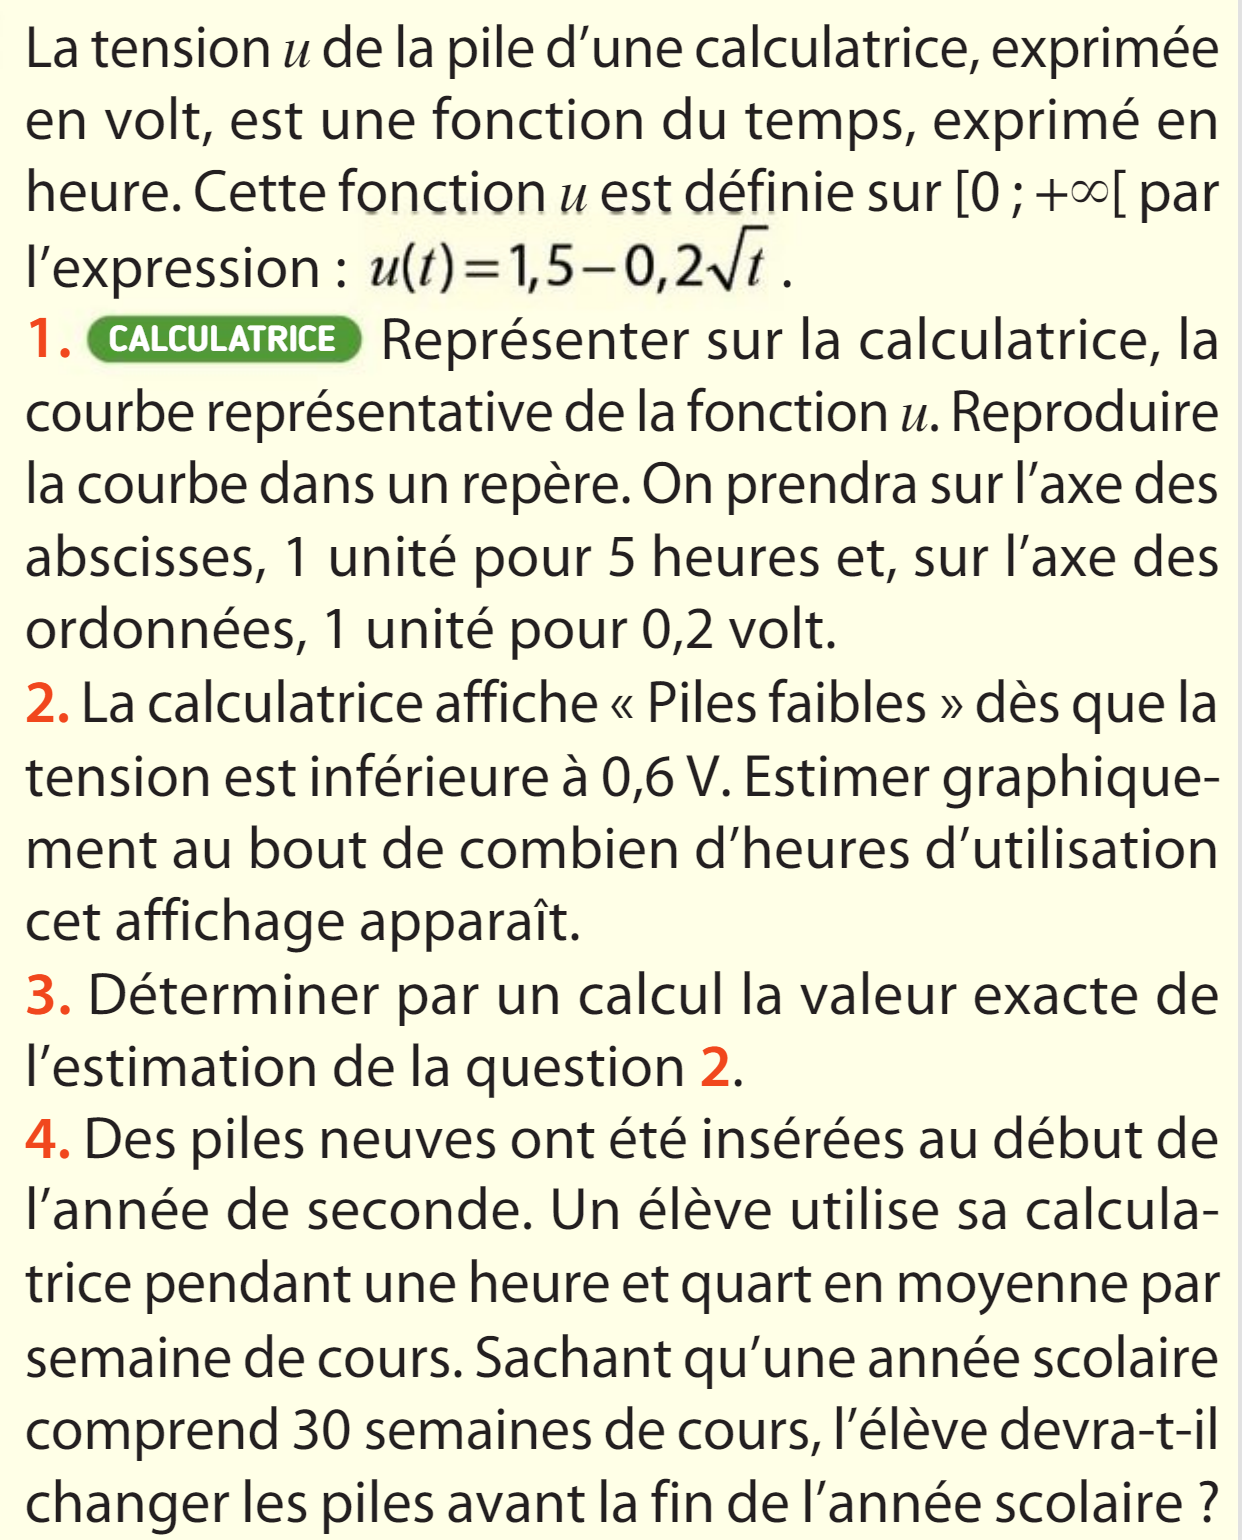 La tension u de la pile d’une calculatrice, exprimée
en volt, est une fonction du temps, exprimé en
heure. Cette fonction u est définie sur [0 ; +∞[ par
l’expression : u(t)=1,5−0,2√t .
1. CALCULATRICE Représenter sur la calculatrice, la
courbe représentative de la fonction u. Reproduire
la courbe dans un repère. On prendra sur l’axe des
abscisses, 1 unité pour 5 heures et, sur l’axe des
ordonnées, 1 unité pour 0,2 volt.
2. La calculatrice affiche « Piles faibles » dès que la
tension est inférieure à 0,6 V. Estimer graphique-
ment au bout de combien d’heures d’utilisation
cet affichage apparaît.
3. Déterminer par un calcul la valeur exacte de
l’estimation de la question 2.
4. Des piles neuves ont été insérées au début de
l’année de seconde. Un élève utilise sa calcula-
trice pendant une heure et quart en moyenne par
semaine de cours. Sachant qu’une année scolaire
comprend 30 semaines de cours, l’élève devra-t-il
changer les piles avant la fin de l’année scolaire ?